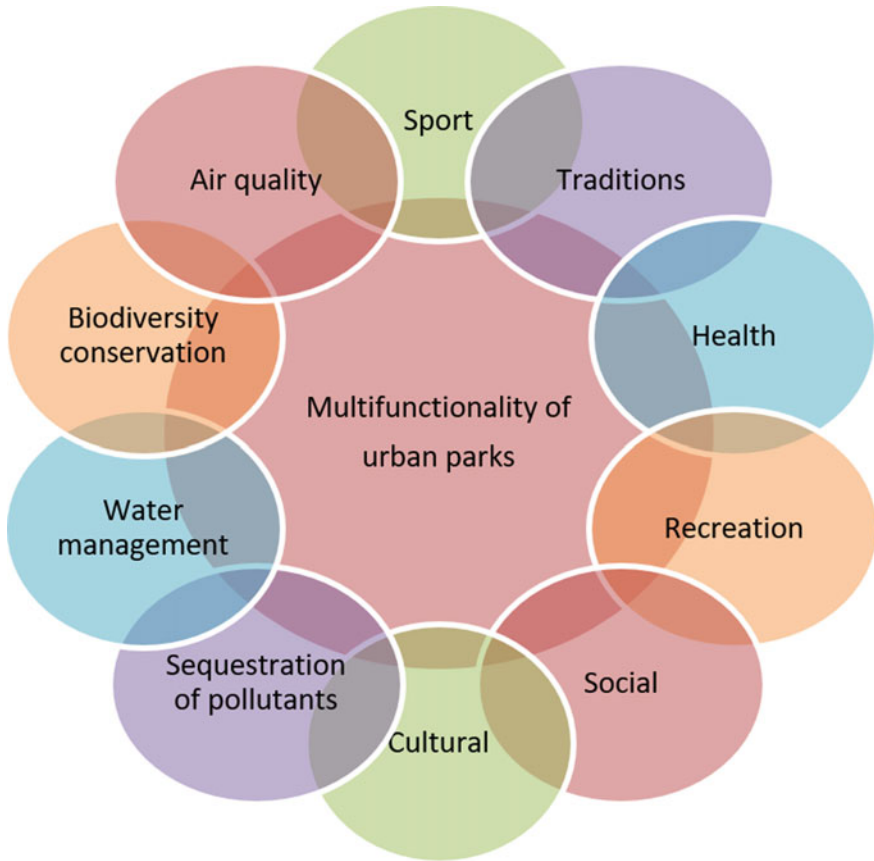 Sport
Traditions
Air quality
Health
Biodiversity
conservation
Multifunctionality of
urban parks
Water
management
Recreation
Sequestration
of pollutants
Social
Cultural